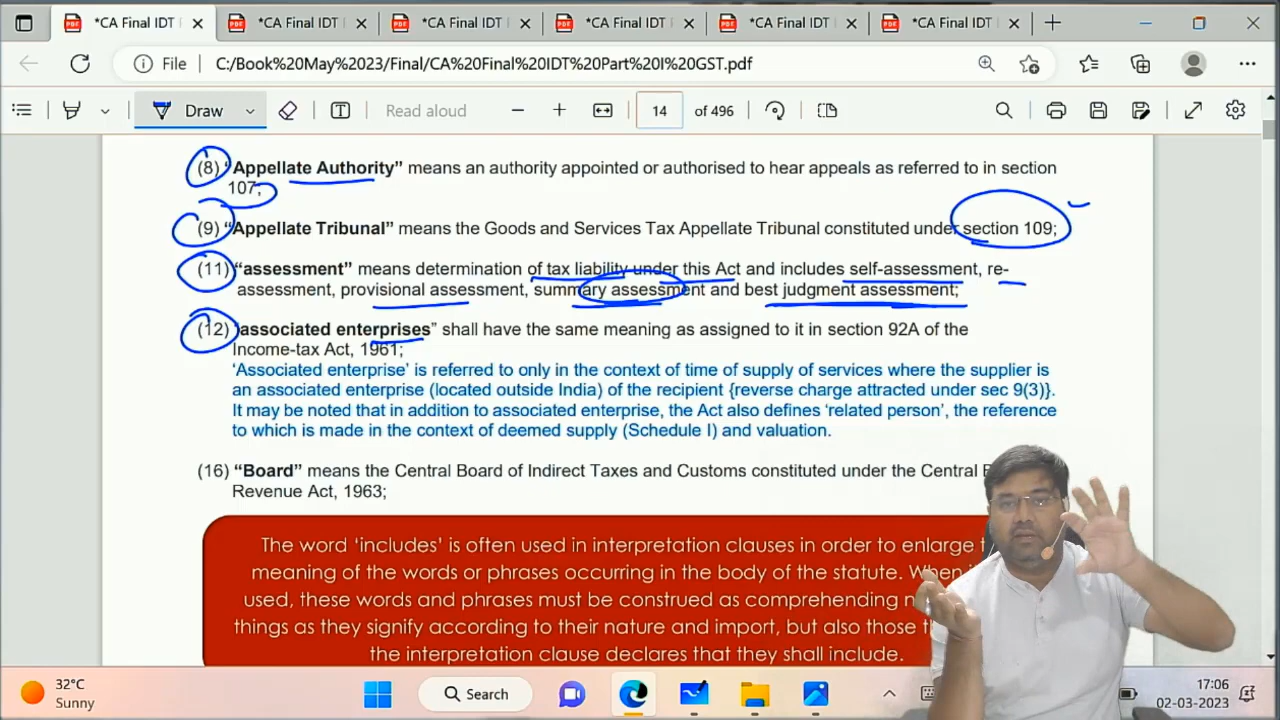 *CA Final IDT
*CA Final IDT
*CA Final IDT
*CA Final IDT
*CA Final IDT
*CA Final IDT
File C:/Book%20May%202023/Final/CA%20Final%20IDT%20Part%20I%20GST.pdf
Draw
Read aloud
14 of 496
(8) “Appellate Authority” means an authority appointed or authorised to hear appeals as referred to in section
107;
(9) “Appellate Tribunal” means the Goods and Services Tax Appellate Tribunal constituted under section 109;
(11) “assessment” means determination of tax liability under this Act and includes self-assessment, re-
assessment, provisional assessment, summary assessment and best judgment assessment;
(12) “associated enterprises” shall have the same meaning as assigned to it in section 92A of the
Income-tax Act, 1961;
‘Associated enterprise’ is referred to only in the context of time of supply of services where the supplier is
an associated enterprise (located outside India) of the recipient {reverse charge attracted under sec 9(3)}.
It may be noted that in addition to associated enterprise, the Act also defines ‘related person’, the reference
to which is made in the context of deemed supply (Schedule I) and valuation.
(16) “Board” means the Central Board of Indirect Taxes and Customs constituted under the Central
Revenue Act, 1963;
The word ‘includes’ is often used in interpretation clauses in order to enlarge
meaning of the words or phrases occurring in the body of the statute. When
used, these words and phrases must be construed as comprehending
things as they signify according to their nature and import, but also those
the interpretation clause declares that they shall include.
32°C
Sunny
Search
17:06
02-03-2023